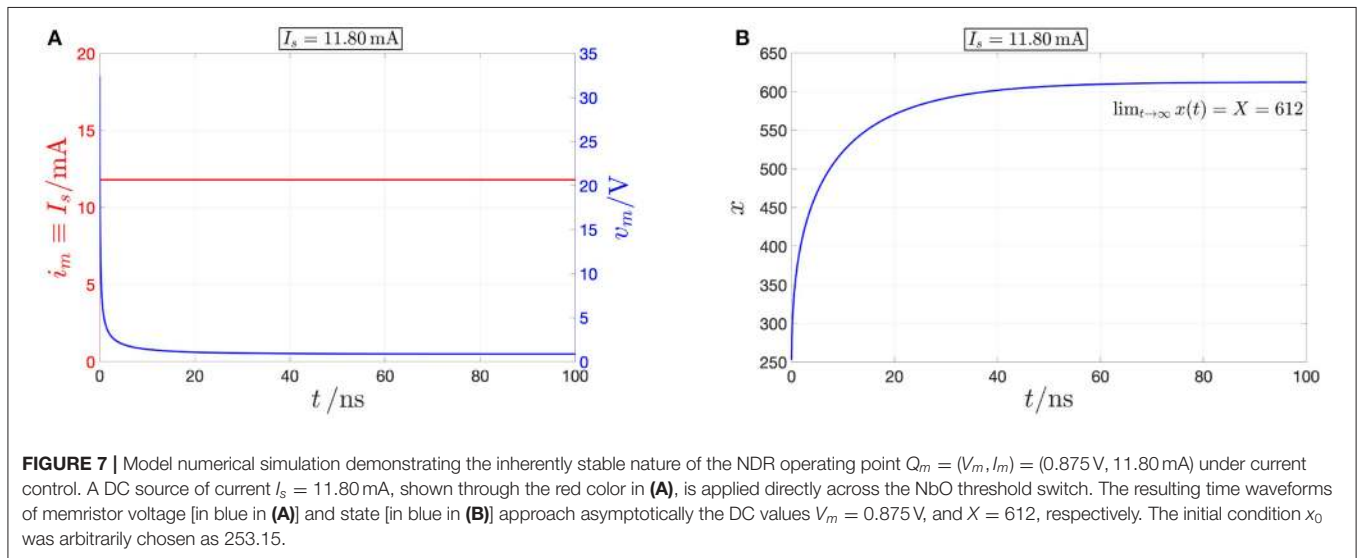 A
I_s = 11.80 mA
20
15
10
5
0
i_m ≡ I_s/mA
35
30
25
20
15
10
5
0
v_m/V
0 20 40 60 80 100
t /ns
B
I_s = 11.80 mA
650
600
550
500
450
400
350
300
250
x
lim_{t→∞} x(t) = X = 612
0 20 40 60 80 100
t/ns
FIGURE 7 | Model numerical simulation demonstrating the inherently stable nature of the NDR operating point Q_m = (V_m, I_m) = (0.875 V, 11.80 mA) under current
control. A DC source of current I_s = 11.80 mA, shown through the red color in (A), is applied directly across the NbO threshold switch. The resulting time waveforms
of memristor voltage [in blue in (A)] and state [in blue in (B)] approach asymptotically the DC values V_m = 0.875 V, and X = 612, respectively. The initial condition x_0
was arbitrarily chosen as 253.15.